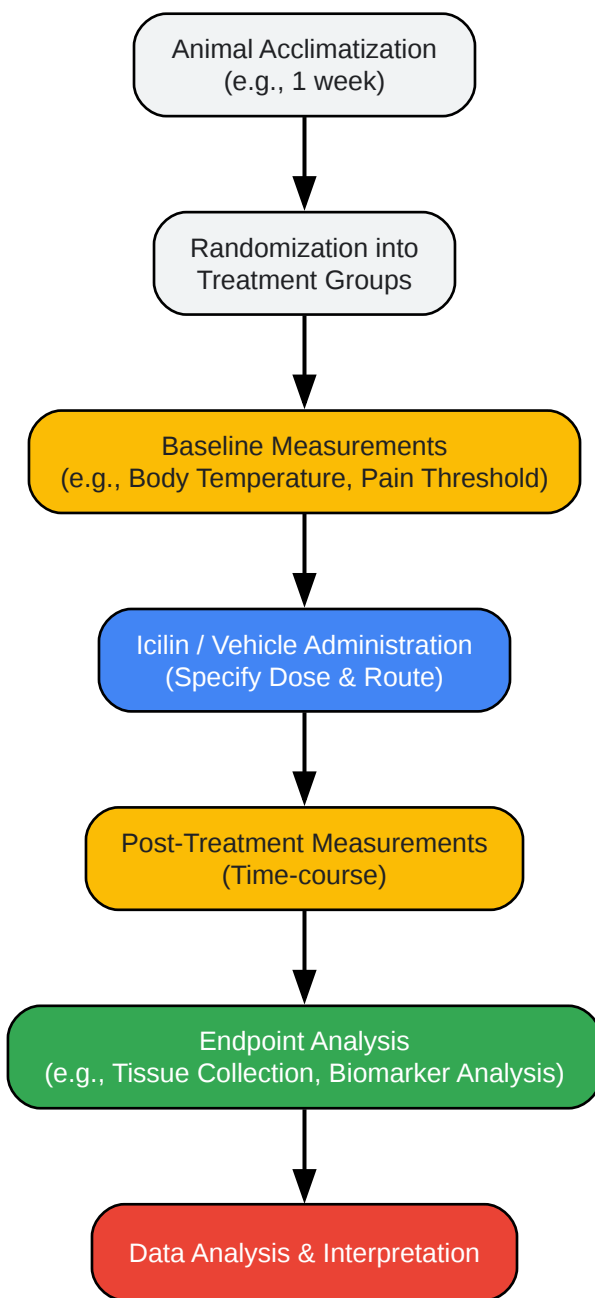 Animal Acclimatization
(e.g., 1 week)
Randomization into
Treatment Groups
Baseline Measurements
(e.g., Body Temperature, Pain Threshold)
Icilin / Vehicle Administration
(Specify Dose & Route)
Post-Treatment Measurements
(Time-course)
Endpoint Analysis
(e.g., Tissue Collection, Biomarker Analysis)
Data Analysis & Interpretation